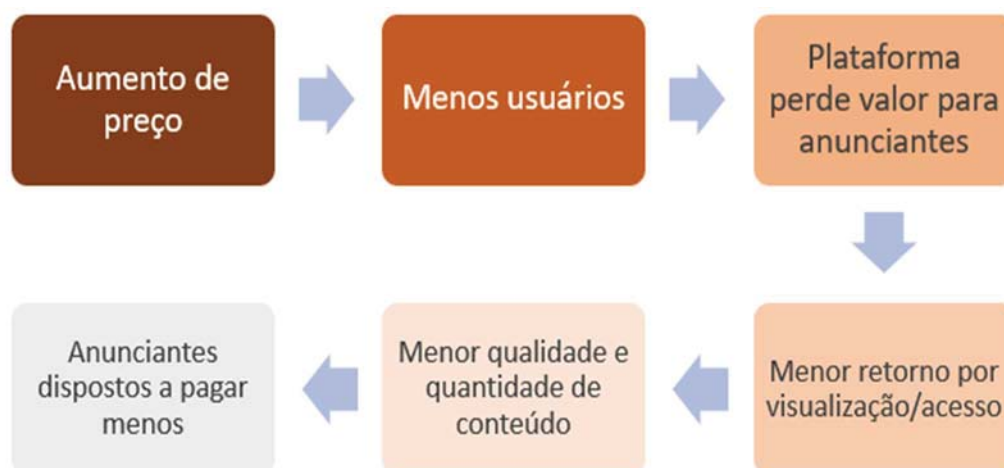 Aumento de
preço
Menos usuários
Plataforma
perde valor para
anunciantes
Menor retorno por
visualização/acesso
Menor qualidade e
quantidade de
conteúdo
Anunciantes
dispostos a pagar
menos